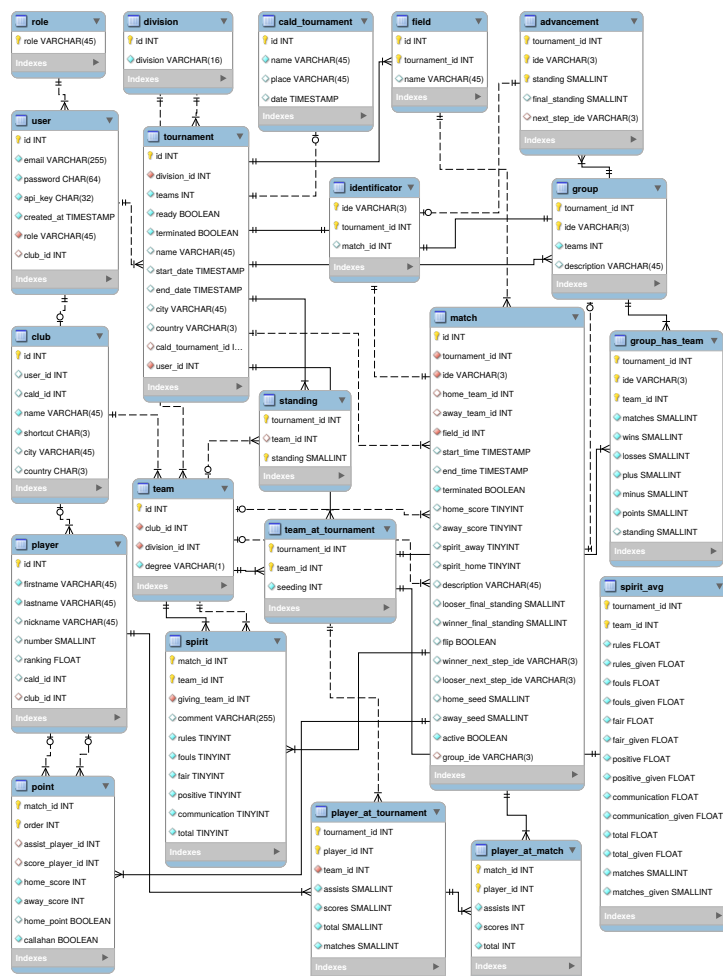 role
role VARCHAR(45)
Indexes
division
id INT
division VARCHAR(16)
Indexes
cald_tournament
id INT
name VARCHAR(45)
place VARCHAR(45)
date TIMESTAMP
Indexes
field
id INT
tournament_id INT
name VARCHAR(45)
Indexes
advancement
tournament_id INT
ide VARCHAR(3)
standing SMALLINT
final_standing SMALLINT
next_step_ide VARCHAR(3)
Indexes
user
id INT
email VARCHAR(255)
password CHAR(64)
api_key CHAR(32)
created_at TIMESTAMP
role VARCHAR(45)
club_id INT
Indexes
tournament
id INT
division_id INT
teams INT
ready BOOLEAN
terminated BOOLEAN
name VARCHAR(45)
start_date TIMESTAMP
end_date TIMESTAMP
city VARCHAR(45)
country VARCHAR(3)
cald_tournament_id I...
user_id INT
Indexes
identificator
ide VARCHAR(3)
tournament_id INT
match_id INT
Indexes
group
tournament_id INT
ide VARCHAR(3)
teams INT
description VARCHAR(45)
Indexes
club
id INT
user_id INT
cald_id INT
name VARCHAR(45)
shortcut CHAR(3)
city VARCHAR(45)
country CHAR(3)
Indexes
match
id INT
tournament_id INT
ide VARCHAR(3)
home_team_id INT
away_team_id INT
field_id INT
start_time TIMESTAMP
end_time TIMESTAMP
terminated BOOLEAN
home_score TINYINT
away_score TINYINT
spirit_away TINYINT
spirit_home TINYINT
description VARCHAR(45)
looser_final_standing SMALLINT
winner_final_standing SMALLINT
flip BOOLEAN
winner_next_step_ide VARCHAR(3)
looser_next_step_ide VARCHAR(3)
home_seed SMALLINT
away_seed SMALLINT
active BOOLEAN
group_ide VARCHAR(3)
Indexes
group_has_team
tournament_id INT
ide VARCHAR(3)
team_id INT
matches SMALLINT
wins SMALLINT
losses SMALLINT
plus SMALLINT
minus SMALLINT
points SMALLINT
standing SMALLINT
Indexes
standing
tournament_id INT
team_id INT
standing SMALLINT
Indexes
team
id INT
club_id INT
division_id INT
degree VARCHAR(1)
Indexes
team_at_tournament
tournament_id INT
team_id INT
seeding INT
Indexes
player
id INT
firstname VARCHAR(45)
lastname VARCHAR(45)
nickname VARCHAR(45)
number SMALLINT
ranking FLOAT
cald_id INT
club_id INT
Indexes
spirit
match_id INT
team_id INT
giving_team_id INT
comment VARCHAR(255)
rules TINYINT
fouls TINYINT
fair TINYINT
positive TINYINT
communication TINYINT
total TINYINT
Indexes
spirit_avg
tournament_id INT
team_id INT
rules FLOAT
rules_given FLOAT
fouls FLOAT
fouls_given FLOAT
fair FLOAT
fair_given FLOAT
positive FLOAT
positive_given FLOAT
communication FLOAT
communication_given FLOAT
total FLOAT
total_given FLOAT
matches SMALLINT
matches_given SMALLINT
Indexes
point
match_id INT
order INT
assist_player_id INT
score_player_id INT
home_score INT
away_score INT
home_point BOOLEAN
callahan BOOLEAN
Indexes
player_at_tournament
tournament_id INT
player_id INT
team_id INT
assists SMALLINT
scores SMALLINT
total SMALLINT
matches SMALLINT
Indexes
player_at_match
match_id INT
player_id INT
assists INT
scores INT
total INT
Indexes